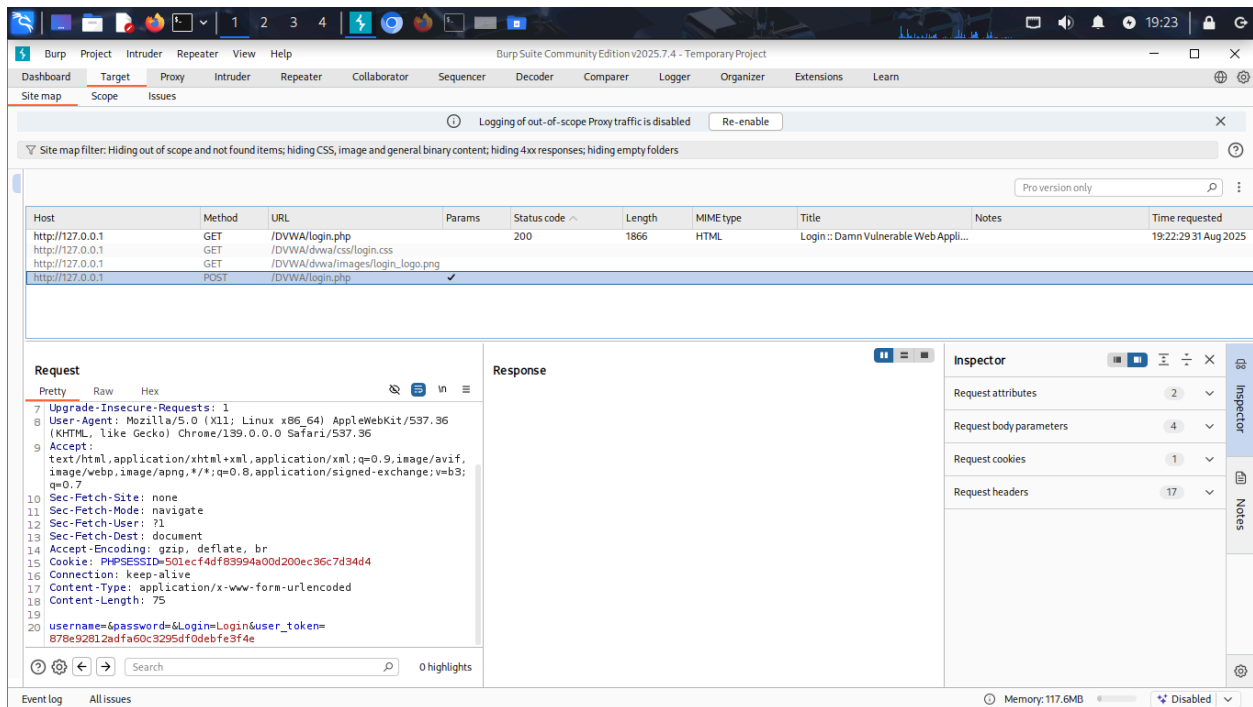 1 2 3 4 19:23
Burp Project Intruder Repeater View Help Burp Suite Community Edition v2025.7.4 - Temporary Project
Dashboard Target Proxy Intruder Repeater Collaborator Sequencer Decoder Comparer Logger Organizer Extensions Learn
Site map Scope Issues
Logging of out-of-scope Proxy traffic is disabled Re-enable
Site map filter: Hiding out of scope and not found items; hiding CSS, image and general binary content; hiding 4xx responses; hiding empty folders
Pro version only
Host Method URL Params Status code Length MIME type Title Notes Time requested
http://127.0.0.1 GET /DVWA/login.php 200 1866 HTML Login :: Damn Vulnerable Web Appli... 19:22:29 31 Aug 2025
http://127.0.0.1 GET /DVWA/dvwa/css/login.css
http://127.0.0.1 GET /DVWA/dvwa/images/login_logo.png
http://127.0.0.1 POST /DVWA/login.php ✓
Request
Pretty Raw Hex \n
7 Upgrade-Insecure-Requests: 1
8 User-Agent: Mozilla/5.0 (X11; Linux x86_64) AppleWebKit/537.36
(KHTML, like Gecko) Chrome/139.0.0.0 Safari/537.36
9 Accept:
text/html,application/xhtml+xml,application/xml;q=0.9,image/avif,
image/webp,image/apng,*/*;q=0.8,application/signed-exchange;v=b3;
q=0.7
10 Sec-Fetch-Site: none
11 Sec-Fetch-Mode: navigate
12 Sec-Fetch-User: ?1
13 Sec-Fetch-Dest: document
14 Accept-Encoding: gzip, deflate, br
15 Cookie: PHPSESSID=501ecf4df83994a00d200ec36c7d34d4
16 Connection: keep-alive
17 Content-Type: application/x-www-form-urlencoded
18 Content-Length: 75
19
20 username=&password=&Login=Login&user_token=
878e92812adfa60c3295df0debfe3f4e
Search 0 highlights
Response
Inspector
Request attributes 2
Request body parameters 4
Request cookies 1
Request headers 17
Inspector
Notes
Event log All issues Memory: 117.6MB Disabled